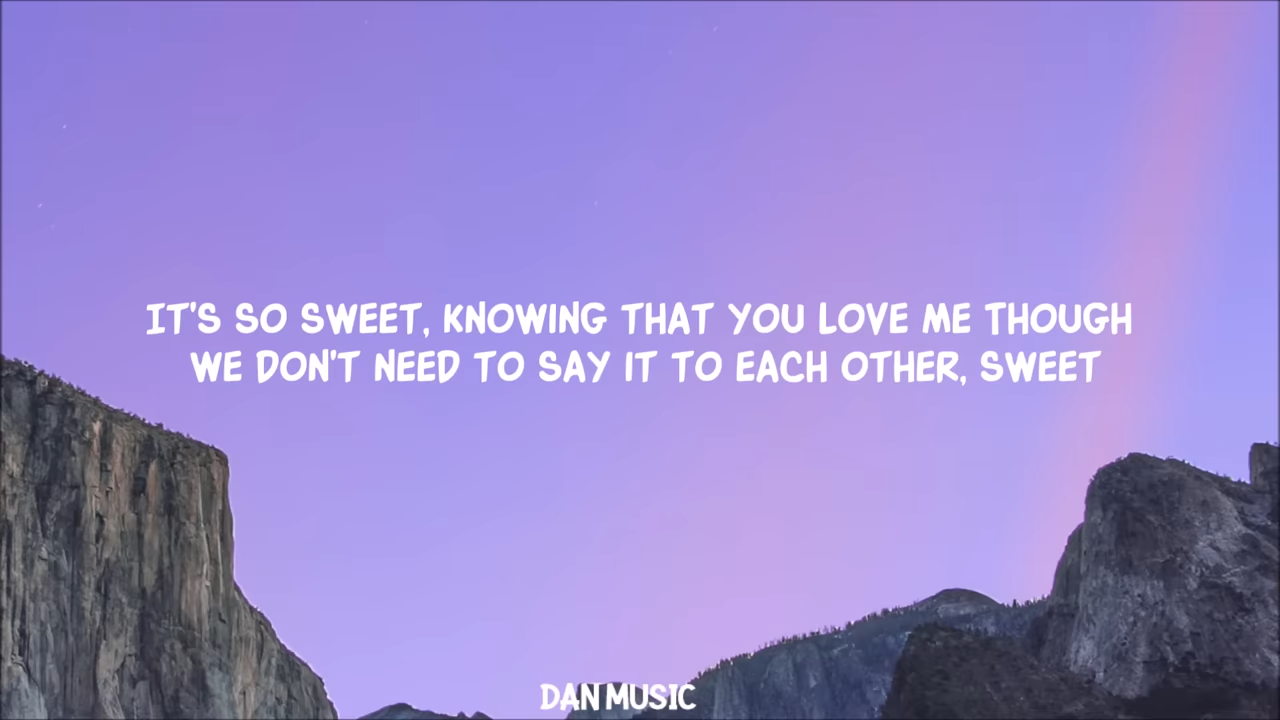 IT'S SO SWEET, KNOWING THAT YOU LOVE ME THOUGH
WE DON'T NEED TO SAY IT TO EACH OTHER, SWEET
DAN MUSIC